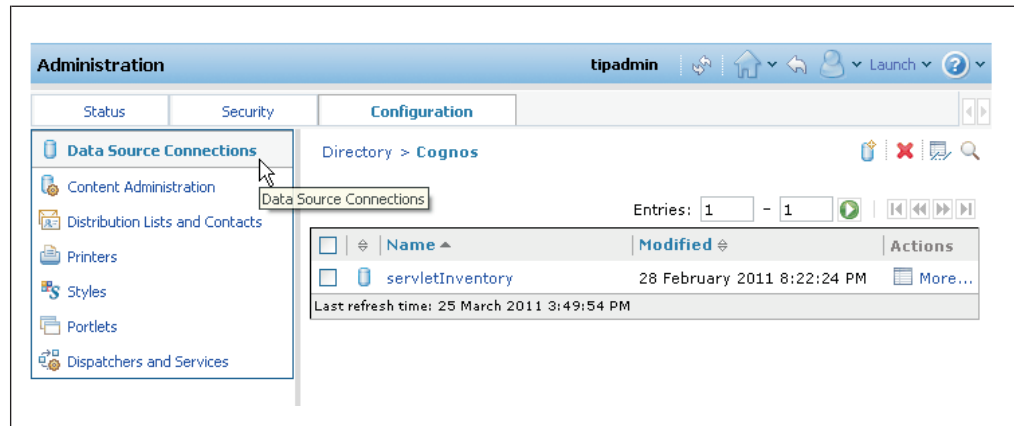 Administration
tipadmin
Launch
Status
Security
Configuration
Data Source Connections
Content Administration
Distribution Lists and Contacts
Printers
Styles
Portlets
Dispatchers and Services
Data Source Connections
Directory > Cognos
Entries: 1 - 1
Name Modified Actions
servletInventory 28 February 2011 8:22:24 PM More...
Last refresh time: 25 March 2011 3:49:54 PM